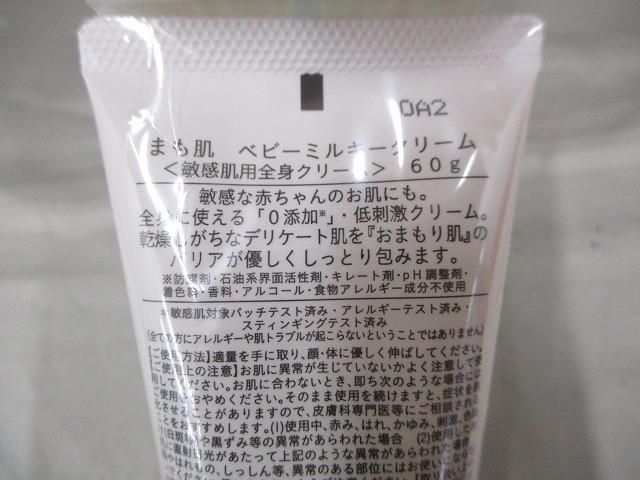 0A2
まも肌 ベビーミルキークリーム
＜敏感肌用全身クリーム＞ 60g
敏感な赤ちゃんのお肌にも。
全身に使える「0添加※」・低刺激クリーム。
乾燥しがちなデリケート肌を『おまもり肌』の
バリアが優しくしっとり包みます。
※防腐剤・石油系界面活性剤・キレート剤・pH調整剤・
着色料・香料・アルコール・食物アレルギー成分不使用
＊敏感肌対象パッチテスト済み・アレルギーテスト済み・
スティンギングテスト済み
(全ての方にアレルギーや肌トラブルが起こらないということではありません)
【ご使用方法】適量を手に取り、顔・体に優しく伸ばしてください。
【ご使用上の注意】お肌に異常が生じていないかよく注意して使
用してください。お肌に合わないとき、即ち次のような場合には
使用をおやめください。そのまま使用を続けますと、症状を悪
化させることがありますので、皮膚科専門医等にご相談され
ことをおすすめします。(1)使用中、赤み、はれ、かゆみ、刺激、色
(白斑等)や黒ずみ等の異常があらわれた場合 (2)使用した
に直射日光があたって上記のような異常があらわれた場合
やはれもの、しっしん等、異常のある部位にはお使いに